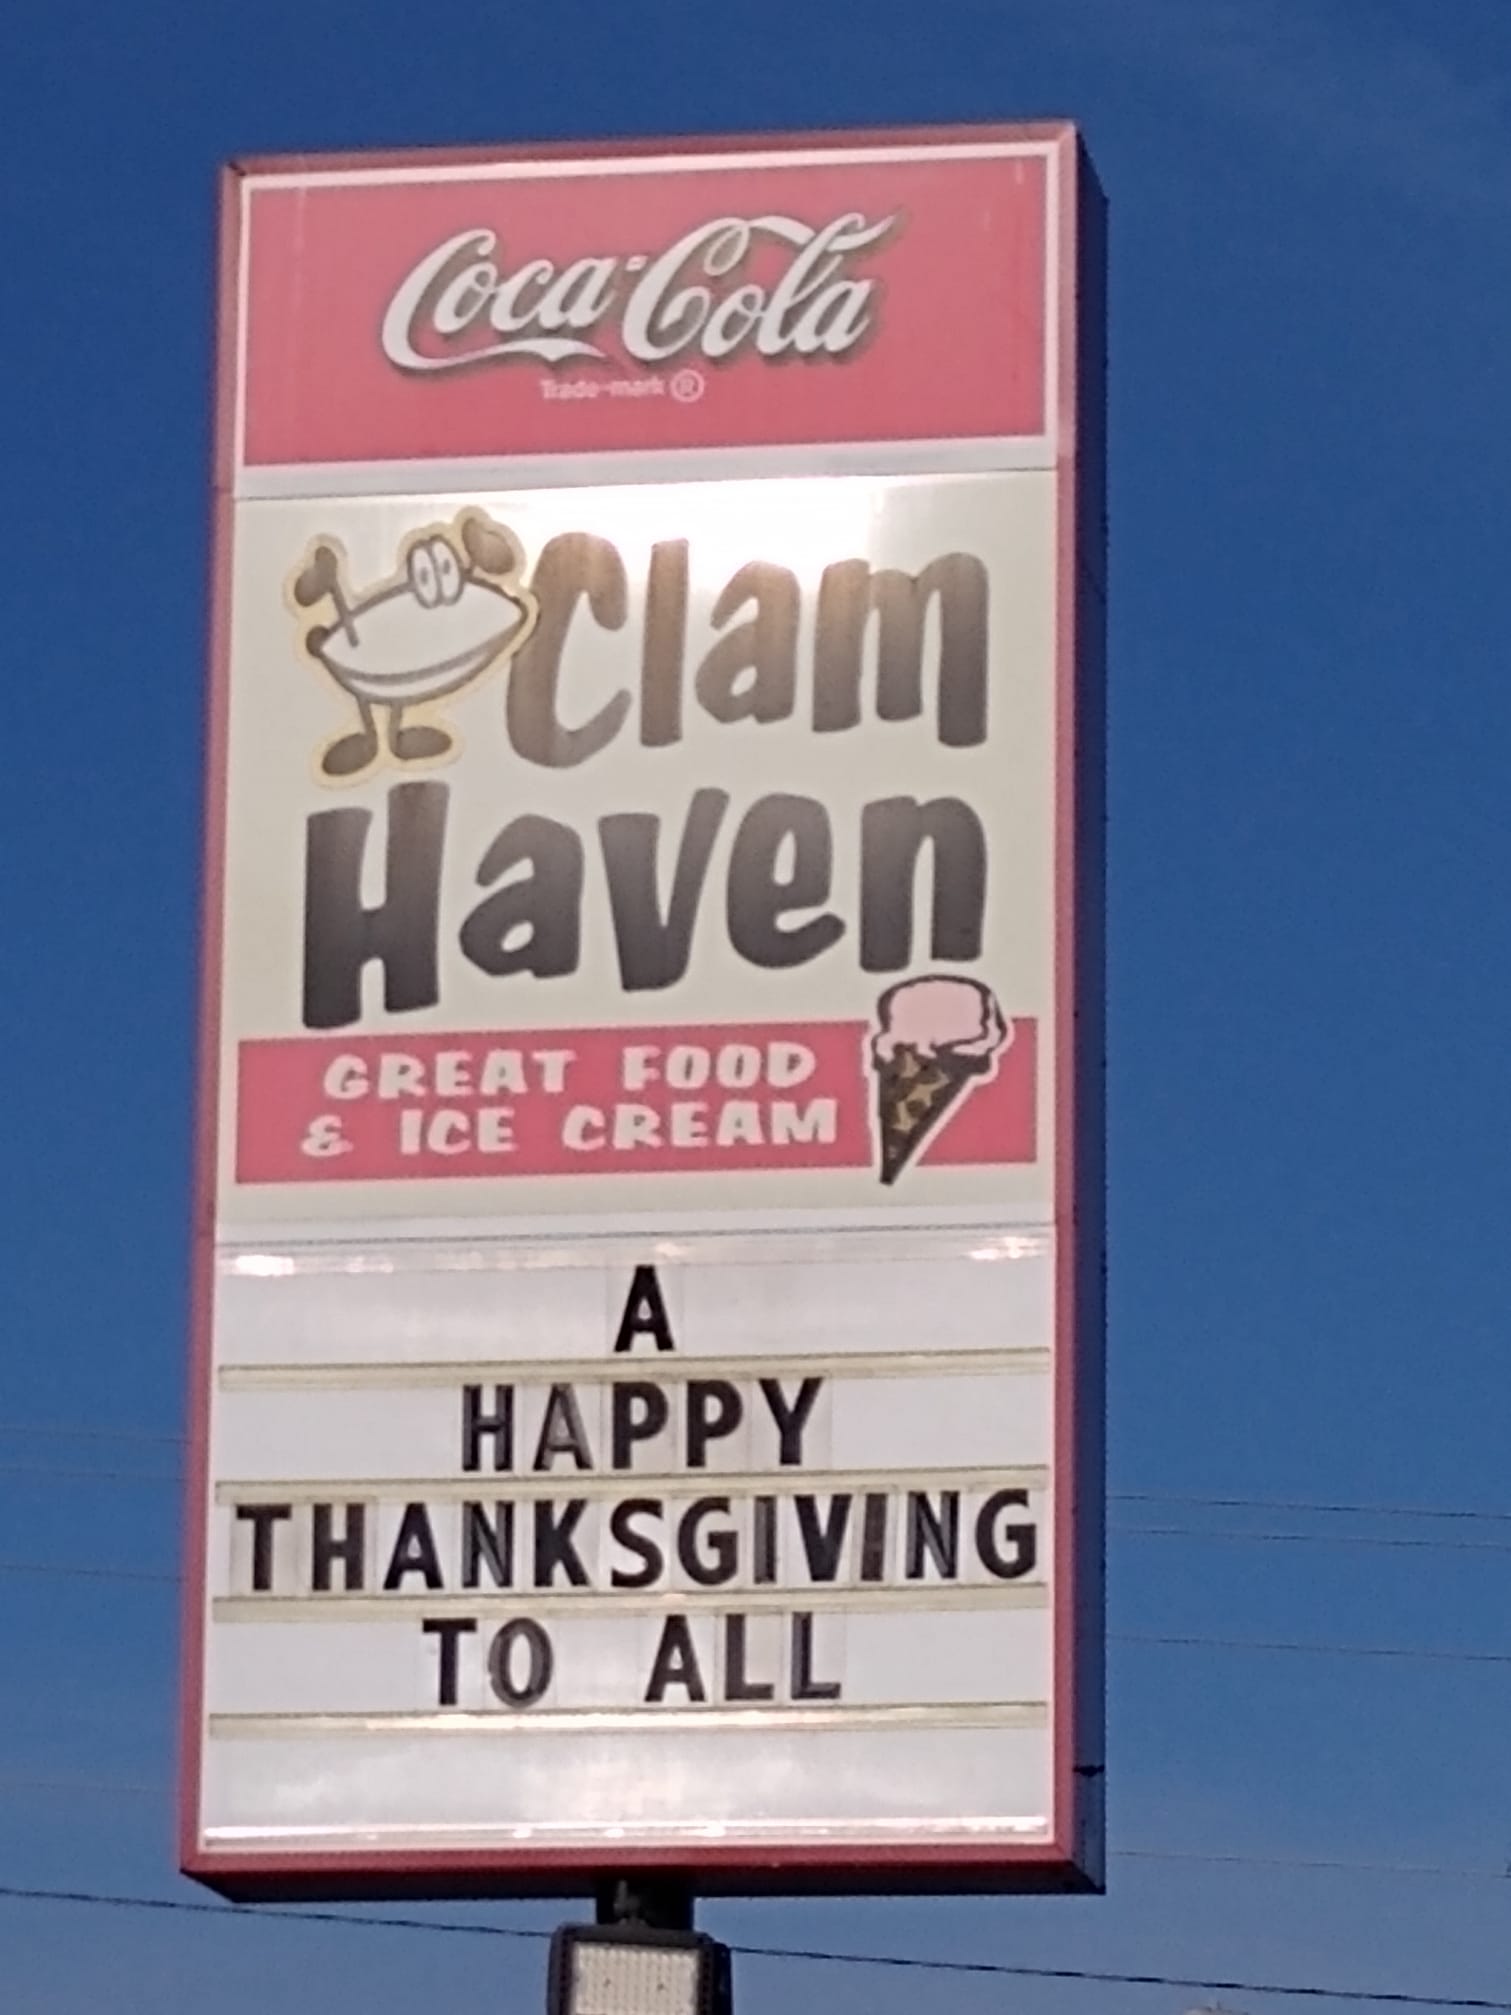 Coca-Cola
Trade-mark ®
Clam
Haven
GREAT FOOD
& ICE CREAM
A
HAPPY
THANKSGIVING
TO ALL